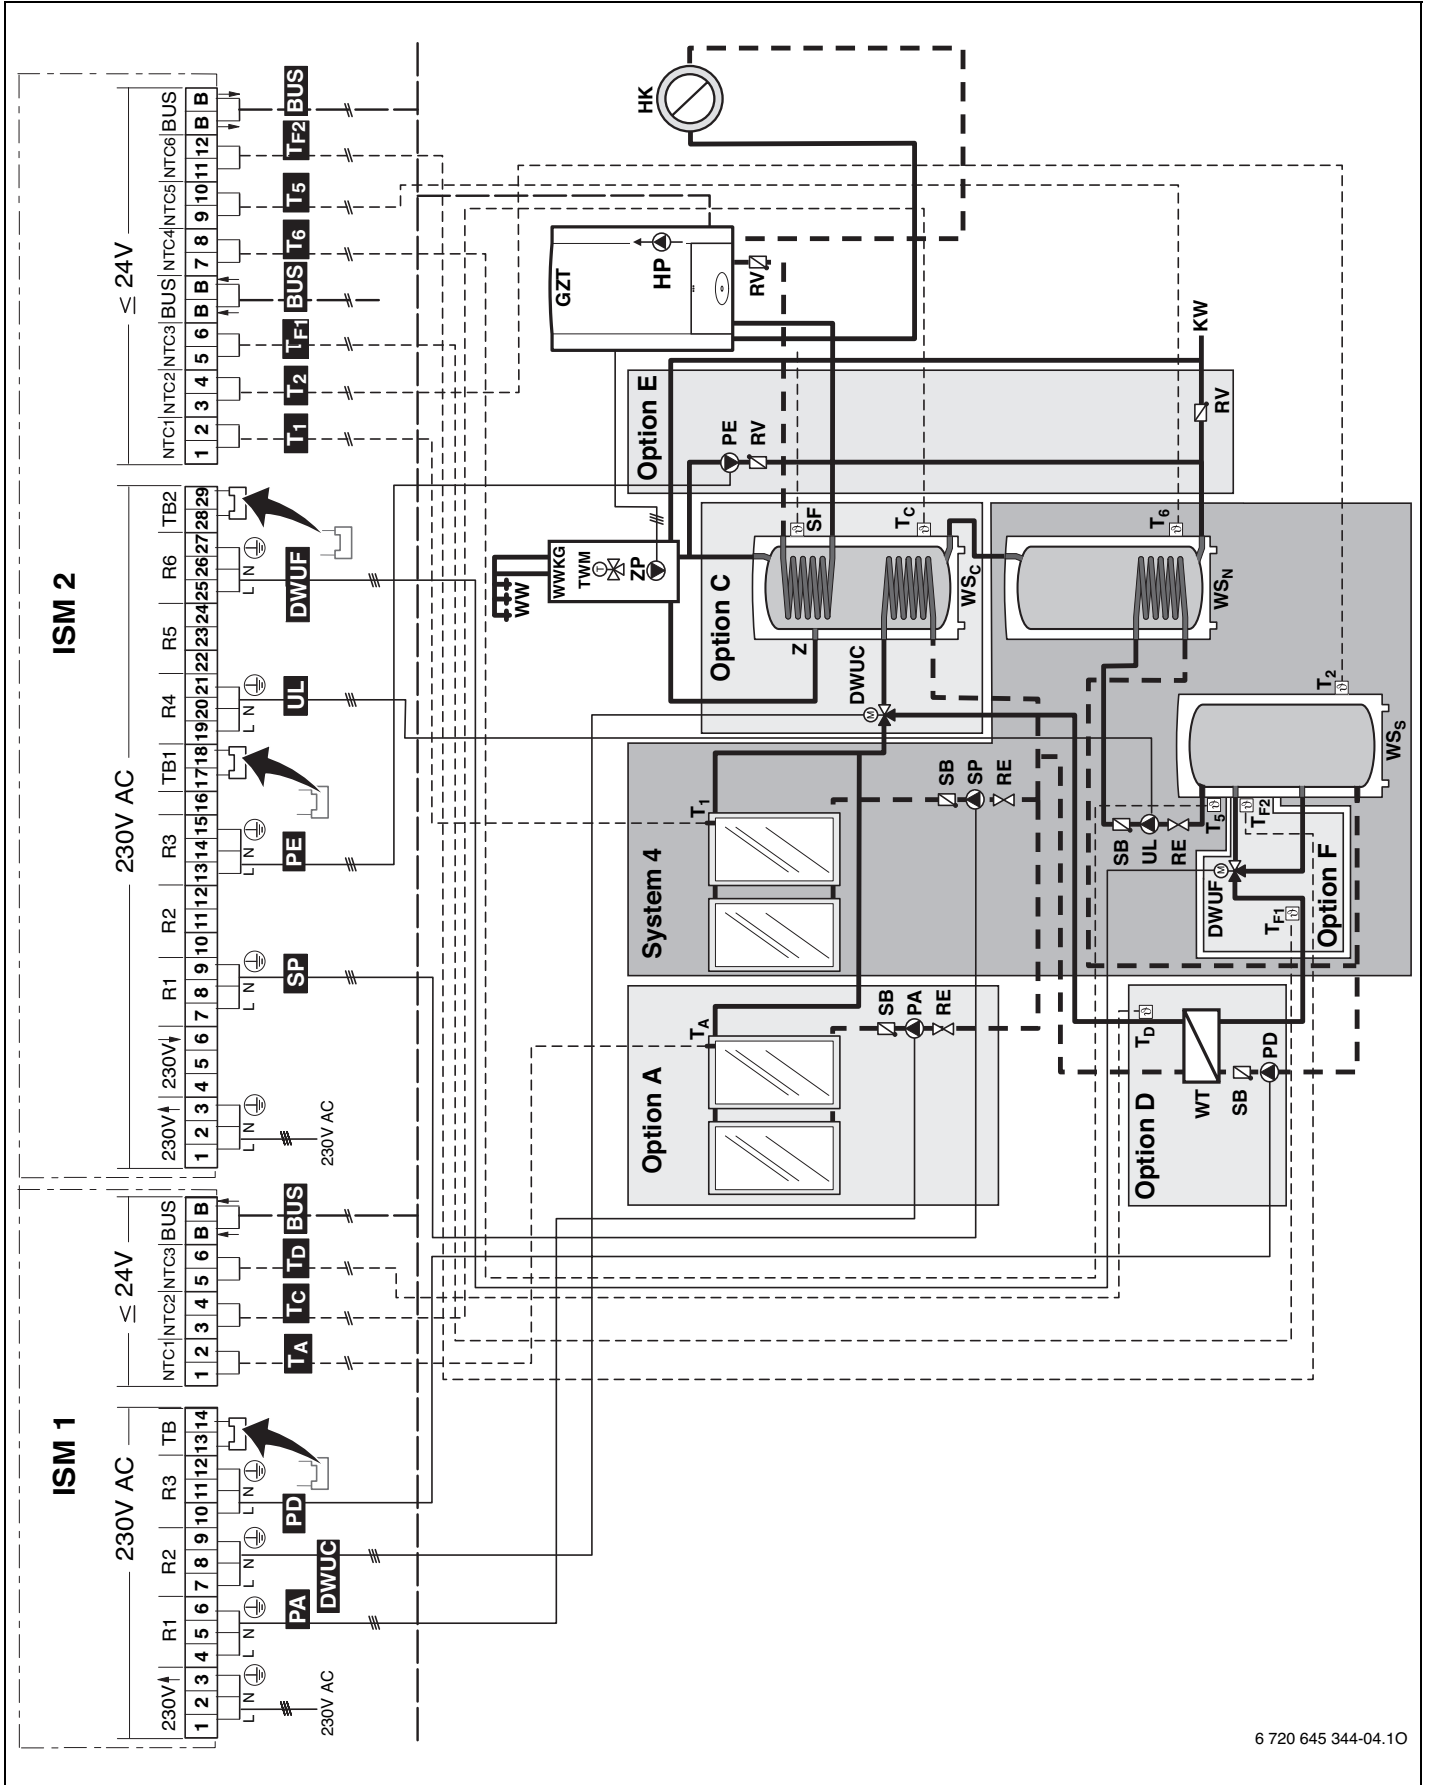 ISM 1
230V AC
230V R1 R2 R3 TB
1 2 3 4 5 6 7 8 9 10 11 12 13 14
L N L N L N L N
230V AC
PA
DWUC
PD
≤ 24V
NTC1 NTC2 NTC3 BUS
1 2 3 4 5 6 B B
TA
TC
TD
BUS
ISM 2
230V AC
230V 230V R1 R2 R3 TB1 R4 R5 R6 TB2
1 2 3 4 5 6 7 8 9 10 11 12 13 14 15 16 17 18 19 20 21 22 23 24 25 26 27 28 29
L N L N L N L N L N
230V AC
SP
PE
UL
DWUF
≤ 24V
NTC1 NTC2 NTC3 BUS NTC4 NTC5 NTC6 BUS
1 2 3 4 5 6 B B 7 8 9 10 11 12 B B
T1
T2
TF1
BUS
T6
T5
TF2
BUS
WW
WWKG
TWM
T
ZP
GZT
HP
RV
HK
Option E
PE
RV
KW
RV
Option C
Z
SF
TC
WSC
DWUC
M
System 4
T1
SB
SP
RE
T6
WSN
T2
WSS
SB
UL
RE
T5
TF2
DWUF
M
TF1
Option F
Option A
TA
SB
PA
RE
Option D
TD
WT
SB
PD
6 720 645 344-04.1O